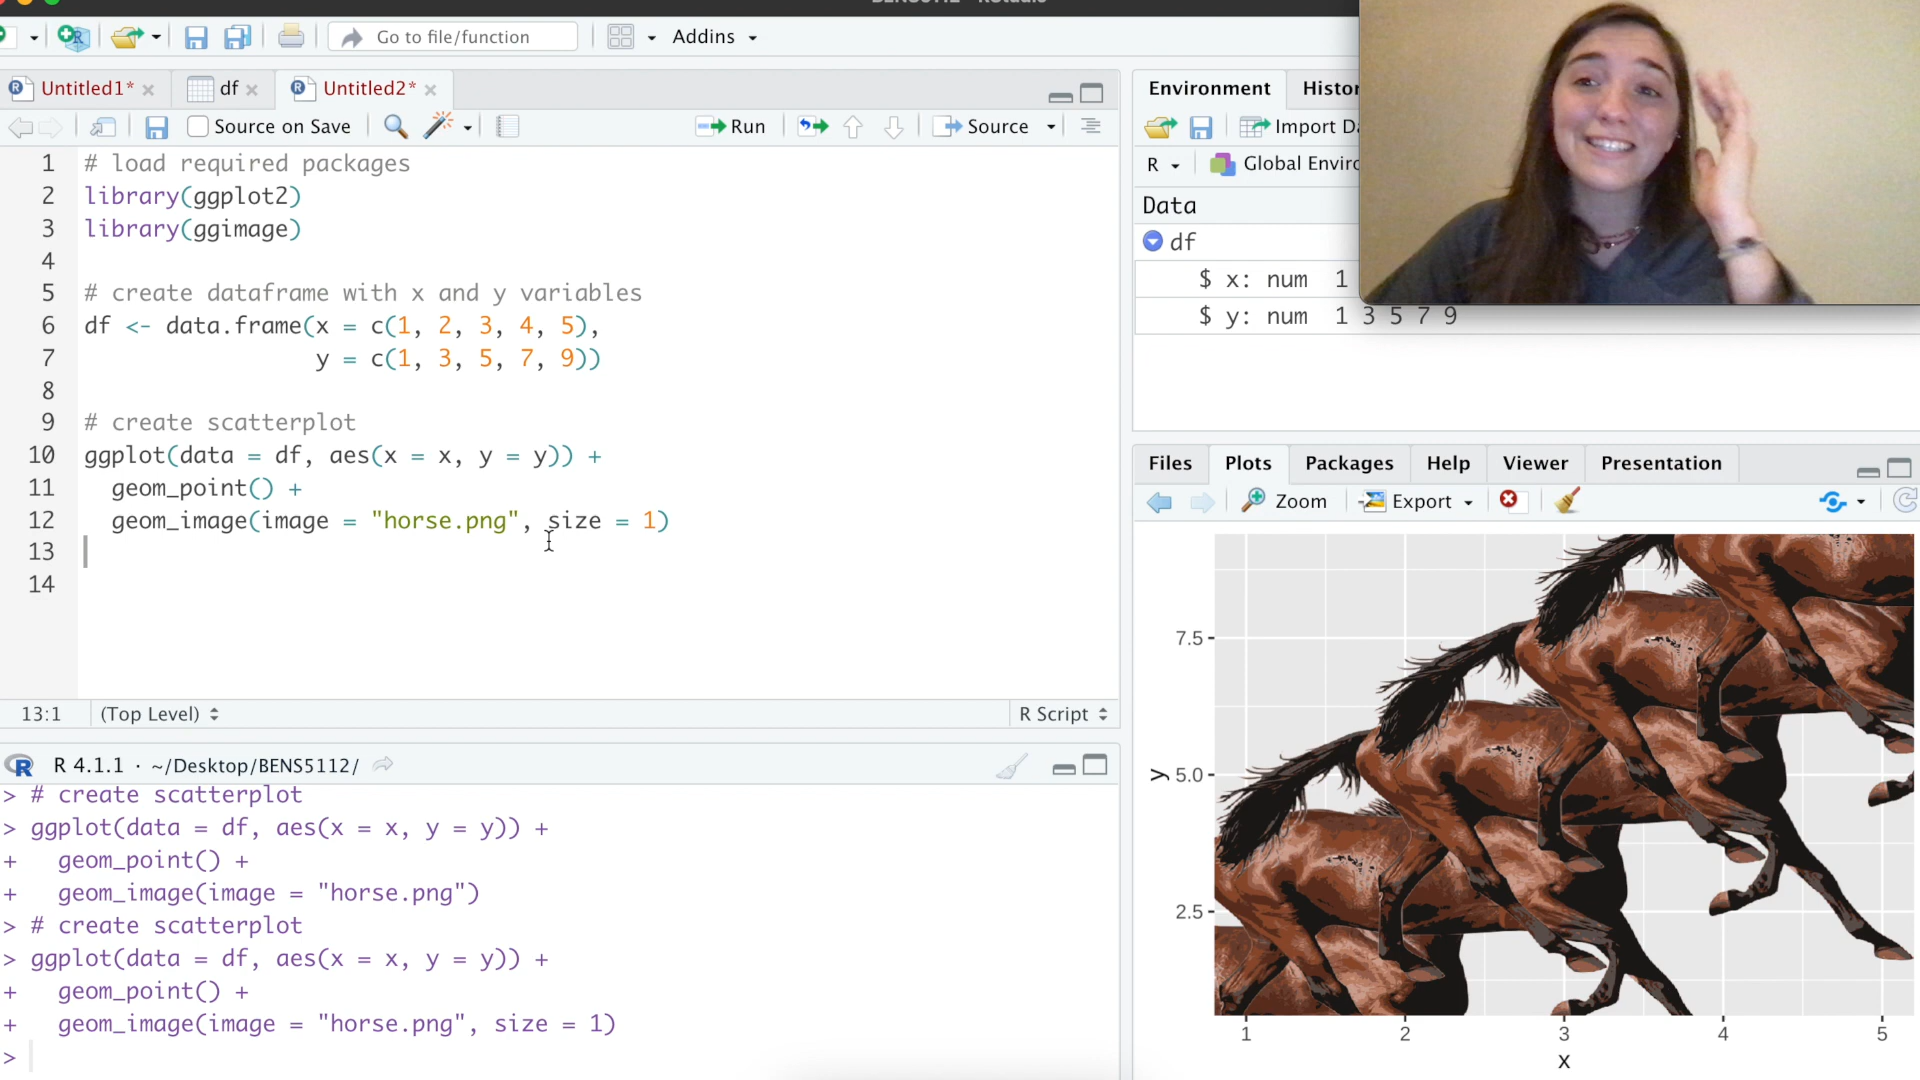 Go to file/function
Addins
Untitled1*
df
Untitled2*
Source on Save
Run
Source
1 # load required packages
2 library(ggplot2)
3 library(ggimage)
4
5 # create dataframe with x and y variables
6 df <- data.frame(x = c(1, 2, 3, 4, 5),
7 y = c(1, 3, 5, 7, 9))
8
9 # create scatterplot
10 ggplot(data = df, aes(x = x, y = y)) +
11 geom_point() +
12 geom_image(image = "horse.png", size = 1)
13
14
13:1 (Top Level) R Script
R 4.1.1 · ~/Desktop/BENS5112/
> # create scatterplot
> ggplot(data = df, aes(x = x, y = y)) +
+ geom_point() +
+ geom_image(image = "horse.png")
> # create scatterplot
> ggplot(data = df, aes(x = x, y = y)) +
+ geom_point() +
+ geom_image(image = "horse.png", size = 1)
>
Environment
Import
R Global
Data
df
$ x: num 1
$ y: num 1 3 5 7 9
Files Plots Packages Help Viewer Presentation
Zoom Export
7.5
5.0
2.5
y
1 2 3 4 5
x